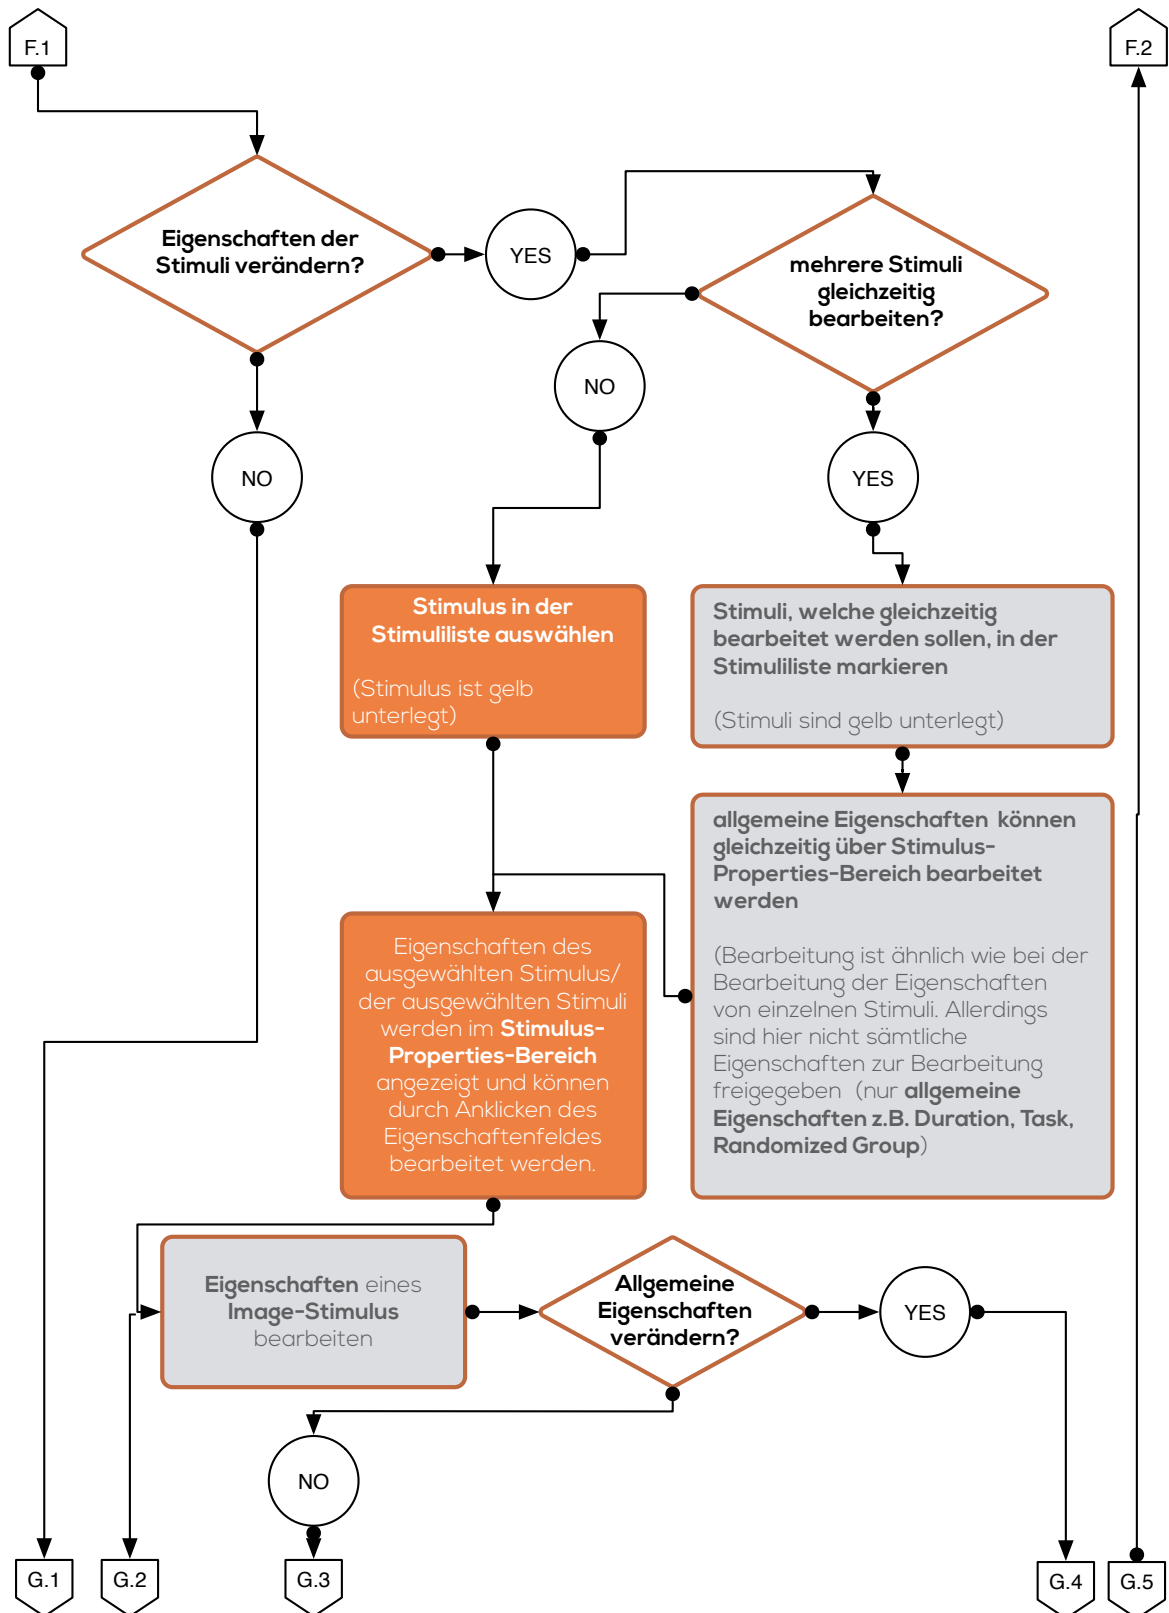 F.1
F.2
Eigenschaften der
Stimuli verändern?
YES
mehrere Stimuli
gleichzeitig
bearbeiten?
NO
NO
YES
Stimulus in der
Stimuliliste auswählen
(Stimulus ist gelb
unterlegt)
Stimuli, welche gleichzeitig
bearbeitet werden sollen, in der
Stimuliliste markieren
(Stimuli sind gelb unterlegt)
allgemeine Eigenschaften können
gleichzeitig über Stimulus-
Properties-Bereich bearbeitet
werden
(Bearbeitung ist ähnlich wie bei der
Bearbeitung der Eigenschaften
von einzelnen Stimuli. Allerdings
sind hier nicht sämtliche
Eigenschaften zur Bearbeitung
freigegeben (nur allgemeine
Eigenschaften z.B. Duration, Task,
Randomized Group)
Eigenschaften des
ausgewählten Stimulus/
der ausgewählten Stimuli
werden im Stimulus-
Properties-Bereich
angezeigt und können
durch Anklicken des
Eigenschaftenfeldes
bearbeitet werden.
Eigenschaften eines
Image-Stimulus
bearbeiten
Allgemeine
Eigenschaften
verändern?
YES
NO
G.1
G.2
G.3
G.4
G.5